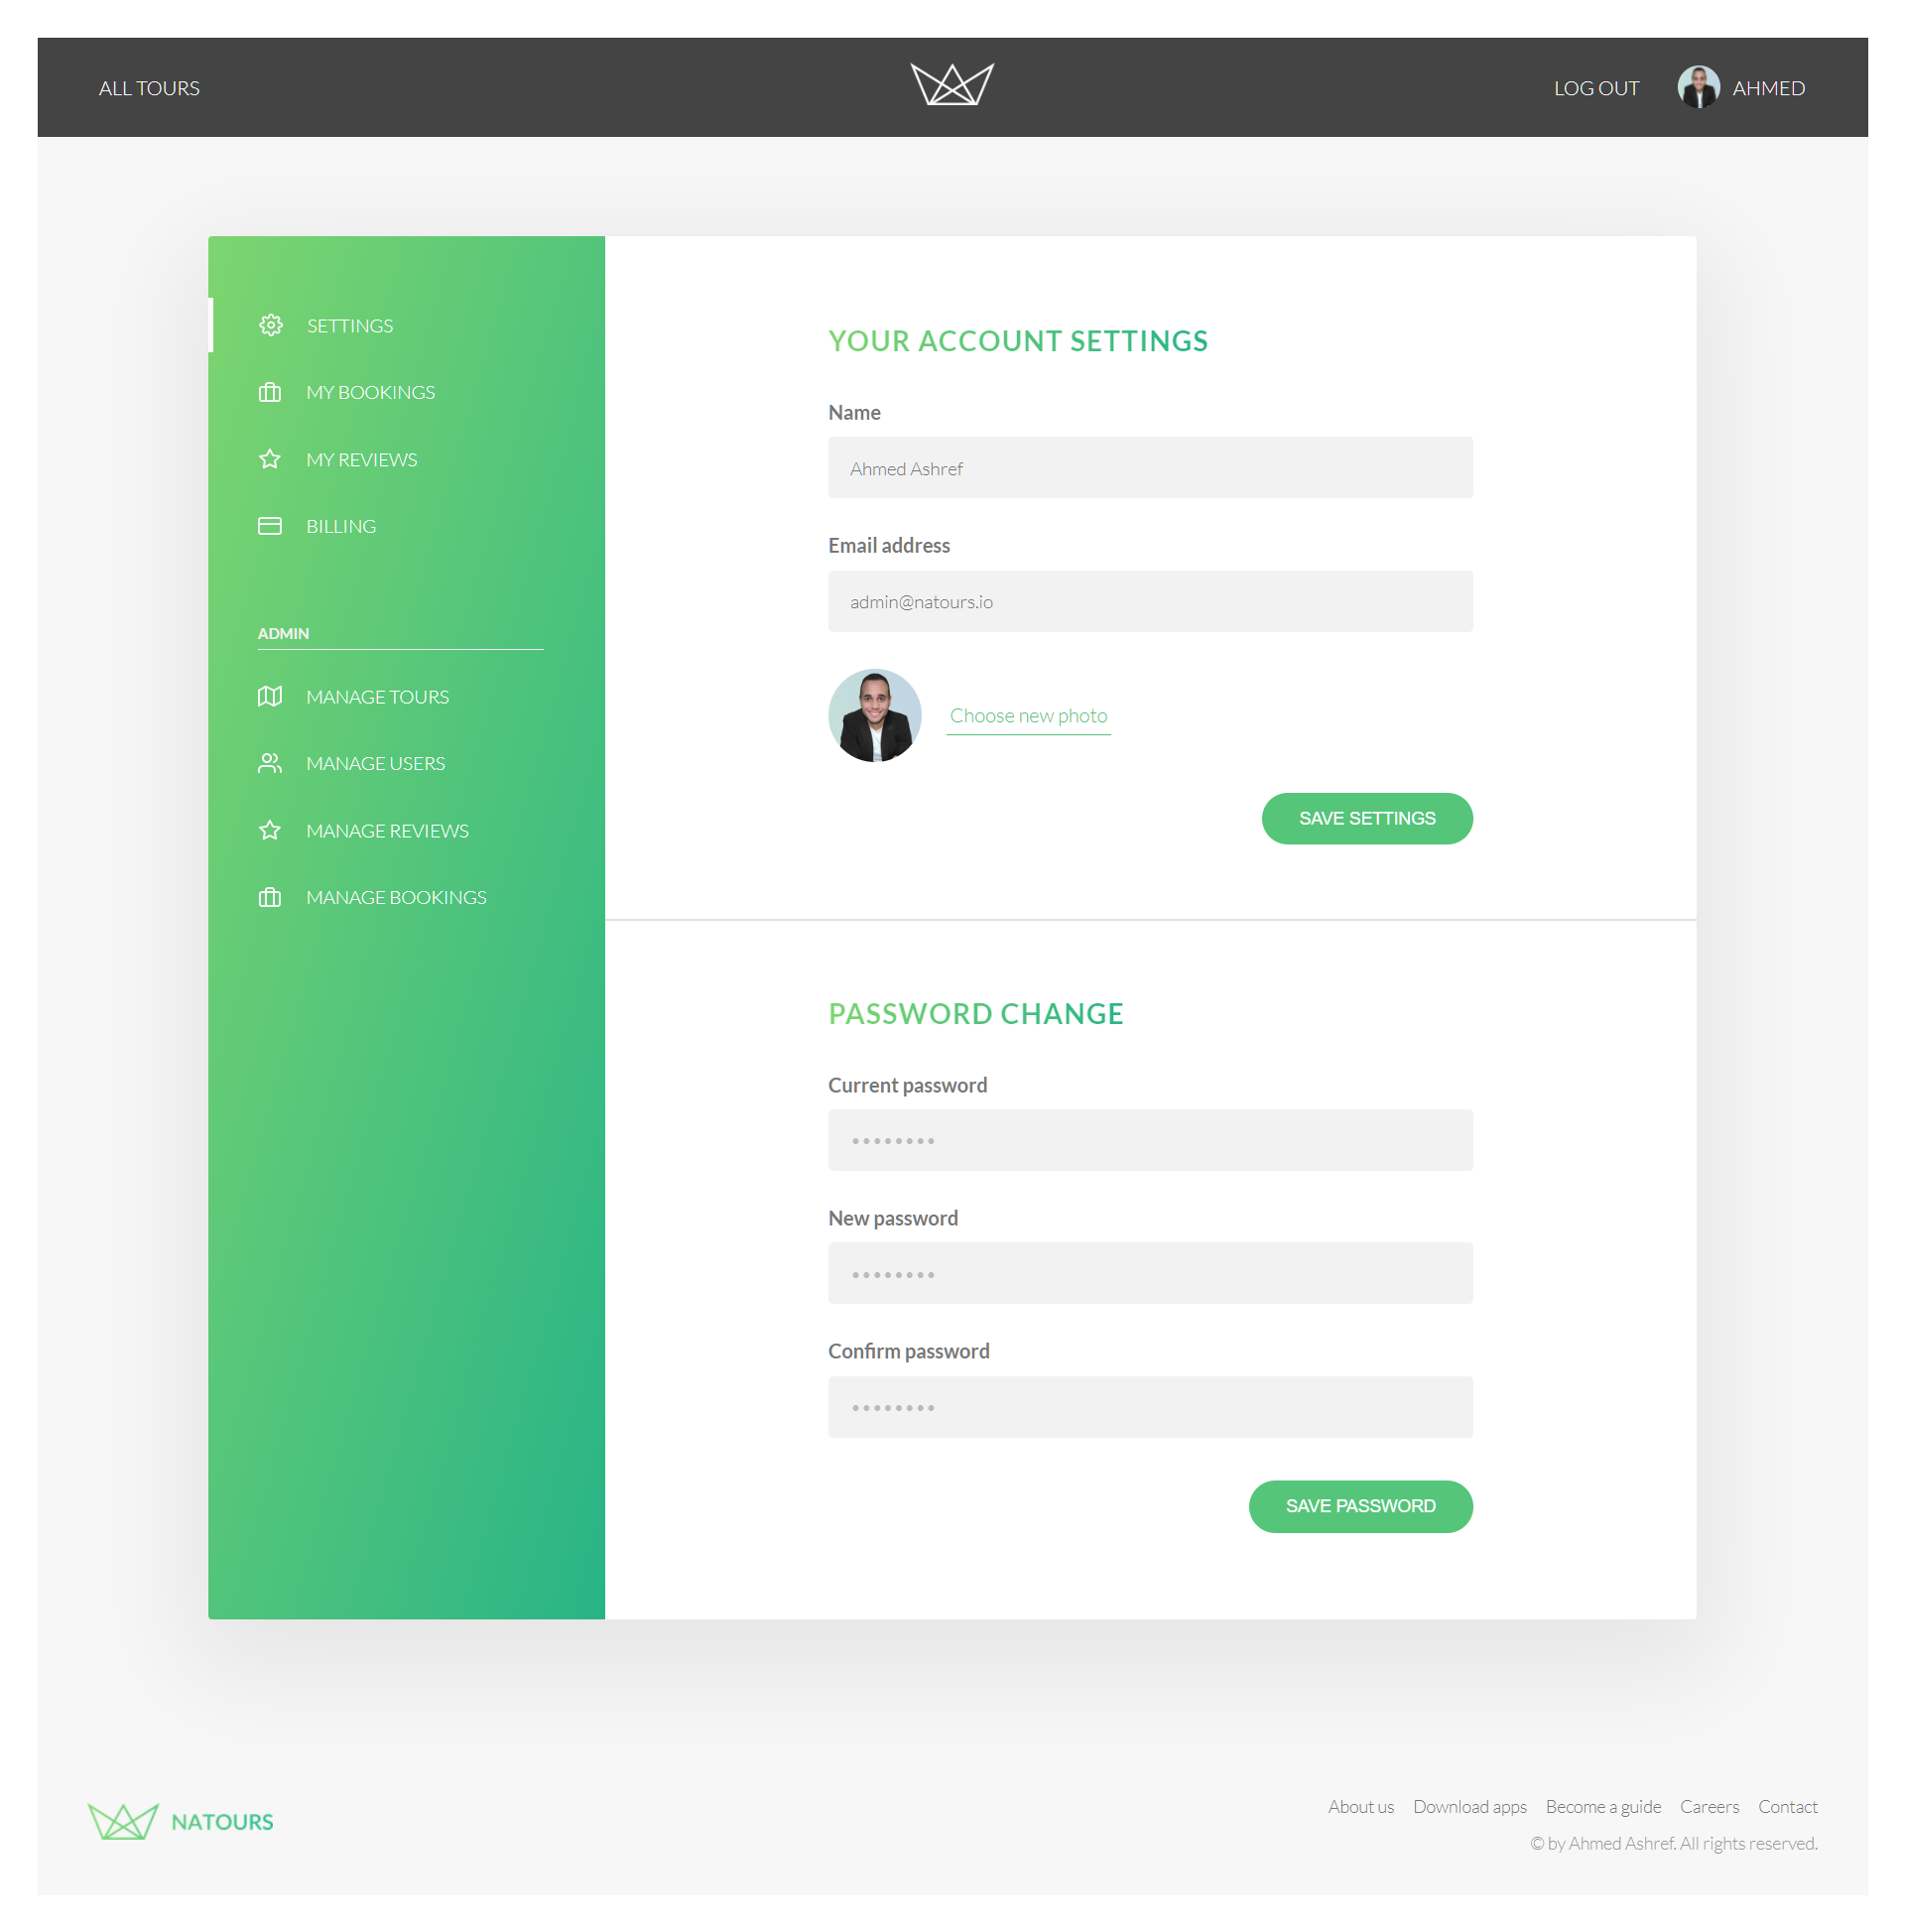 ALL TOURS
LOG OUT
AHMED
SETTINGS
MY BOOKINGS
MY REVIEWS
BILLING
ADMIN
MANAGE TOURS
MANAGE USERS
MANAGE REVIEWS
MANAGE BOOKINGS
YOUR ACCOUNT SETTINGS
Name
Ahmed Ashref
Email address
admin@natours.io
Choose new photo
SAVE SETTINGS
PASSWORD CHANGE
Current password
••••••••
New password
••••••••
Confirm password
••••••••
SAVE PASSWORD
NATOURS
About us Download apps Become a guide Careers Contact
© by Ahmed Ashref. All rights reserved.